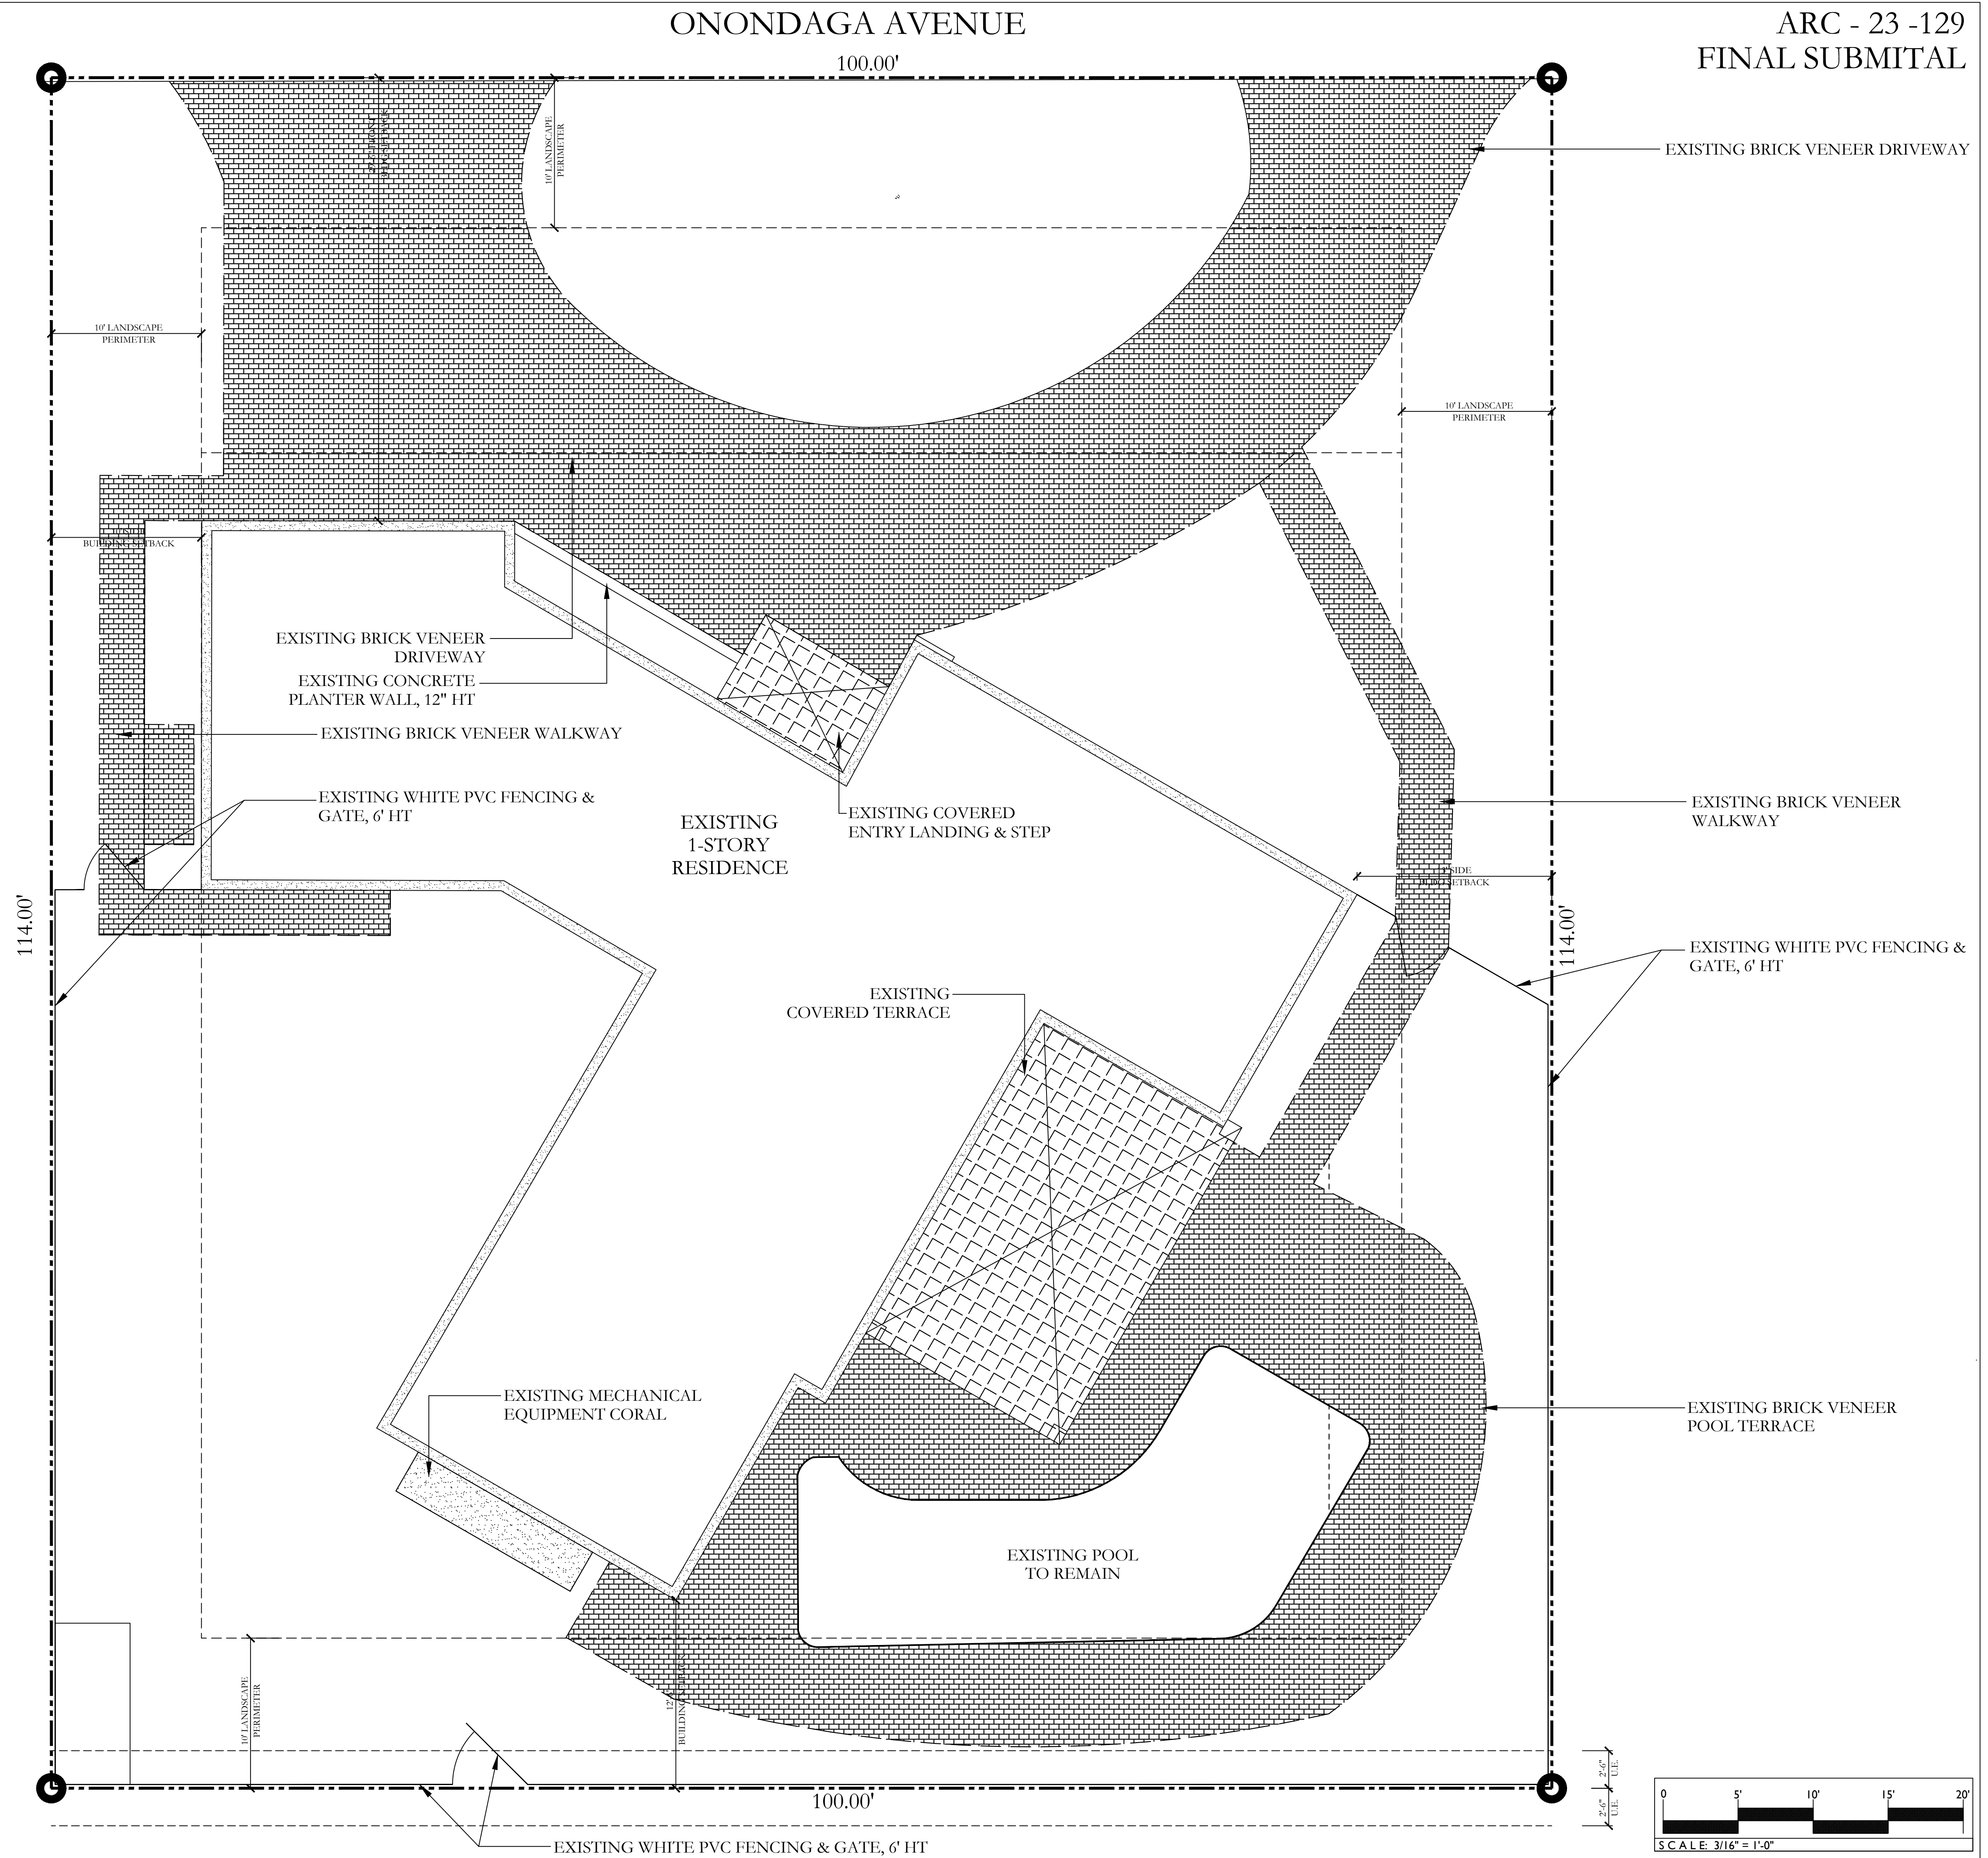 ONONDAGA AVENUE
ARC - 23 -129
FINAL SUBMITAL
100.00'
EXISTING BRICK VENEER DRIVEWAY
10' LANDSCAPE
PERIMETER
10' LANDSCAPE
PERIMETER
10' LANDSCAPE
PERIMETER
BUILDING SETBACK
EXISTING BRICK VENEER
DRIVEWAY
EXISTING CONCRETE
PLANTER WALL, 12" HT
EXISTING BRICK VENEER WALKWAY
EXISTING WHITE PVC FENCING &
GATE, 6' HT
EXISTING
1-STORY
RESIDENCE
EXISTING COVERED
ENTRY LANDING & STEP
EXISTING BRICK VENEER
WALKWAY
SIDE
SETBACK
114.00'
114.00'
EXISTING WHITE PVC FENCING &
GATE, 6' HT
EXISTING
COVERED TERRACE
EXISTING MECHANICAL
EQUIPMENT CORAL
EXISTING BRICK VENEER
POOL TERRACE
EXISTING POOL
TO REMAIN
10' LANDSCAPE
PERIMETER
12'
BUILDING SETBACK
2'-6"
U.E.
2'-6"
U.E.
100.00'
EXISTING WHITE PVC FENCING & GATE, 6' HT
0 5' 10' 15' 20'
SCALE: 3/16" = 1'-0"